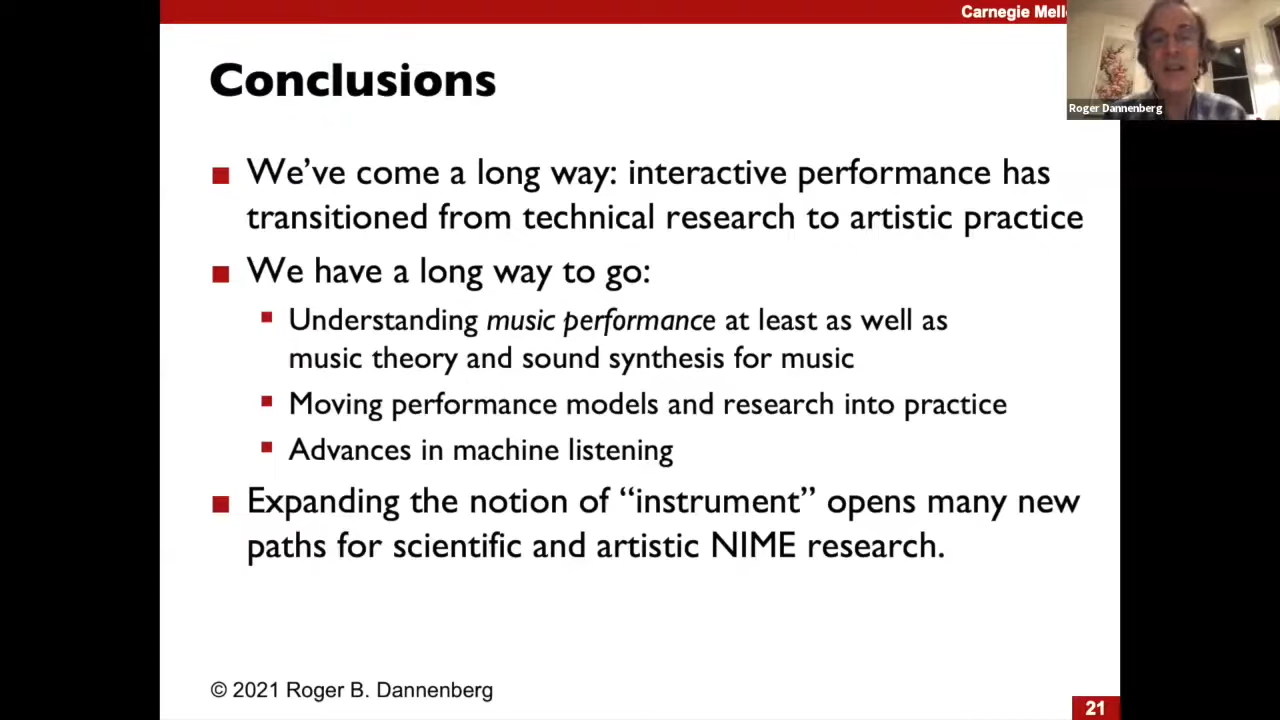 Carnegie Mell
Roger Dannenberg
Conclusions
■ We’ve come a long way: interactive performance has
transitioned from technical research to artistic practice
■ We have a long way to go:
▪ Understanding music performance at least as well as
music theory and sound synthesis for music
▪ Moving performance models and research into practice
▪ Advances in machine listening
■ Expanding the notion of “instrument” opens many new
paths for scientific and artistic NIME research.
© 2021 Roger B. Dannenberg
21